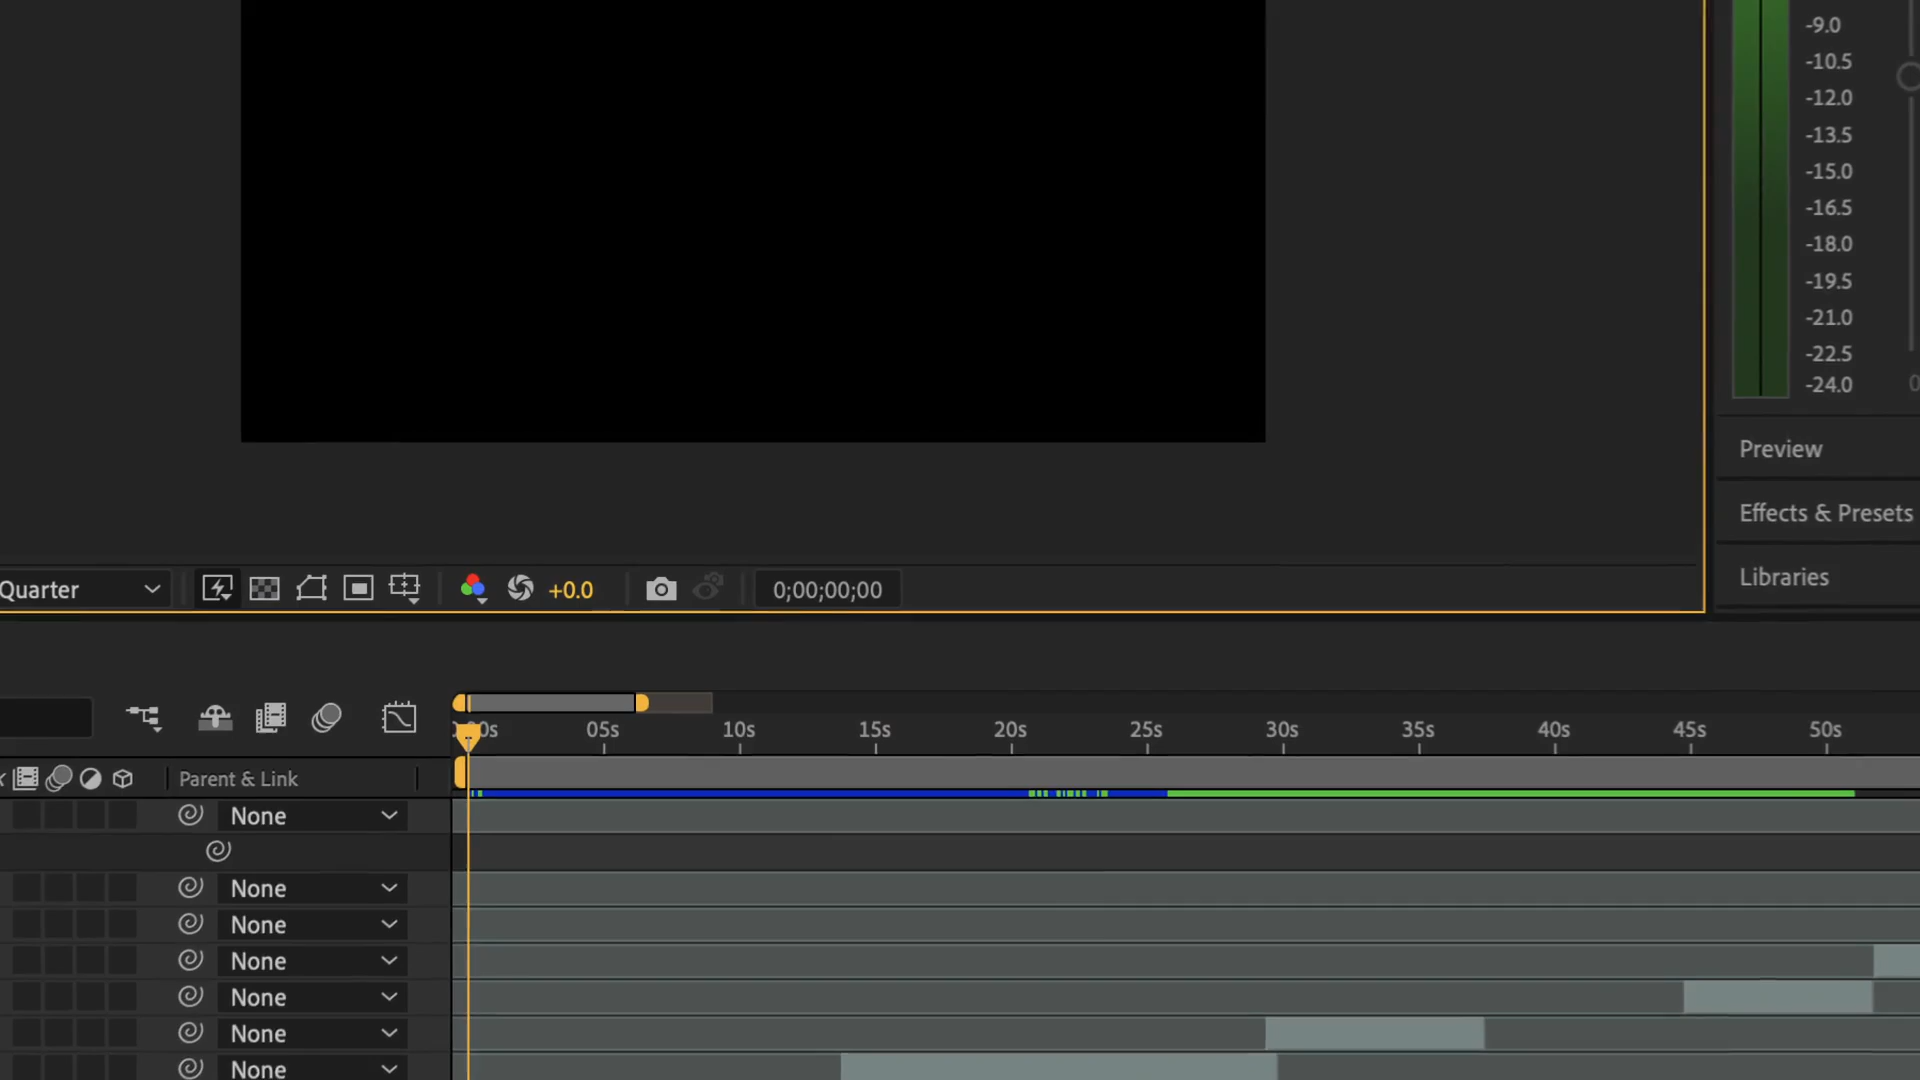 -9.0
-10.5
-12.0
-13.5
-15.0
-16.5
-18.0
-19.5
-21.0
-22.5
-24.0
0
Preview
Effects & Presets
Libraries
Quarter +0.0 0;00;00;00
05s 10s 15s 20s 25s 30s 35s 40s 45s 50s
Parent & Link
None
None
None
None
None
None
None